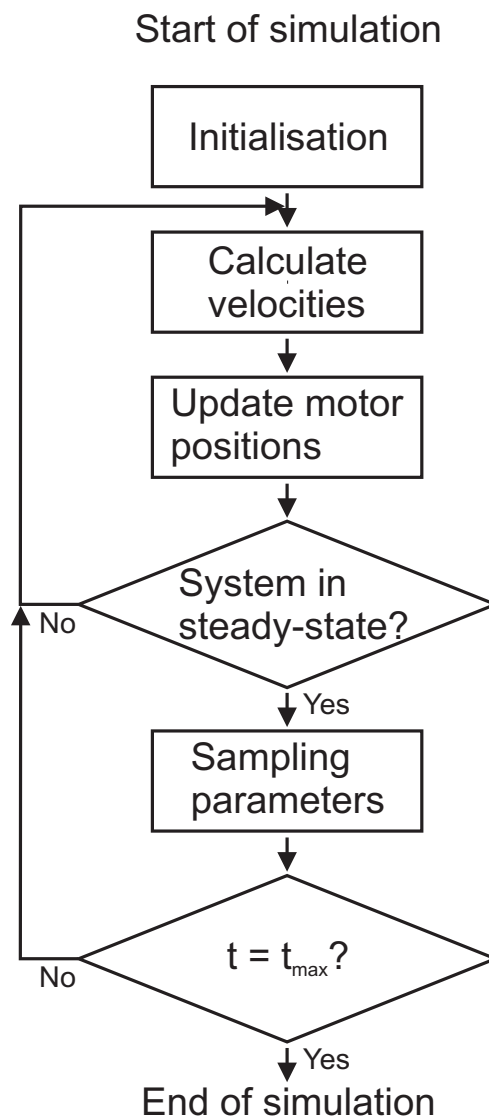 Start of simulation
Initialisation
Calculate
velocities
Update motor
positions
System in
steady-state?
No
Yes
Sampling
parameters
t = tmax?
No
Yes
End of simulation